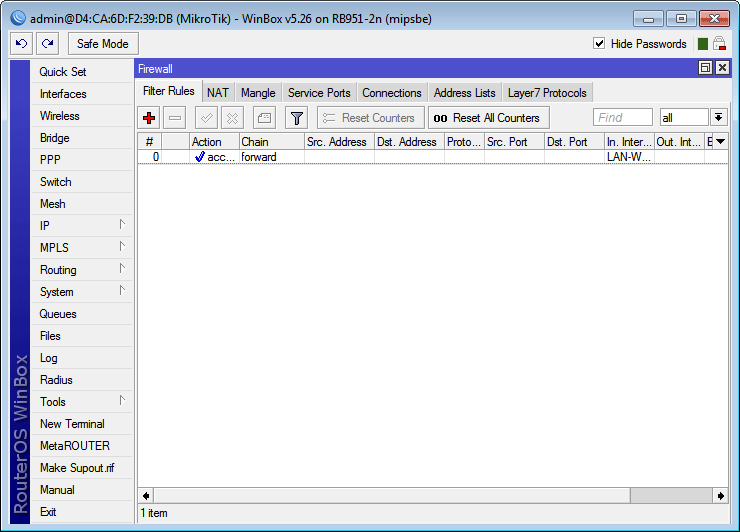 admin@D4:CA:6D:F2:39:DB (MikroTik) - WinBox v5.26 on RB951-2n (mipsbe)
Safe Mode
Hide Passwords
Quick Set
Interfaces
Wireless
Bridge
PPP
Switch
Mesh
IP
MPLS
Routing
System
Queues
Files
Log
Radius
Tools
New Terminal
MetaROUTER
Make Supout.rif
Manual
Exit
RouterOS WinBox
Firewall
Filter Rules NAT Mangle Service Ports Connections Address Lists Layer7 Protocols
Reset Counters 00 Reset All Counters Find all
# Action Chain Src. Address Dst. Address Proto... Src. Port Dst. Port In. Inter... Out. Int...
0 acc... forward LAN-W...
1 item